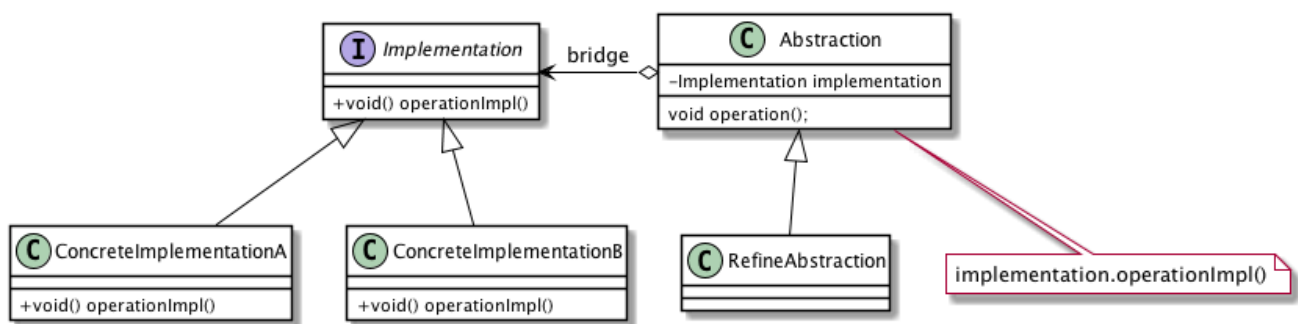 I Implementation
+void() operationImpl()
bridge
C Abstraction
-Implementation implementation
void operation();
C ConcreteImplementationA
+void() operationImpl()
C ConcreteImplementationB
+void() operationImpl()
C RefineAbstraction
implementation.operationImpl()